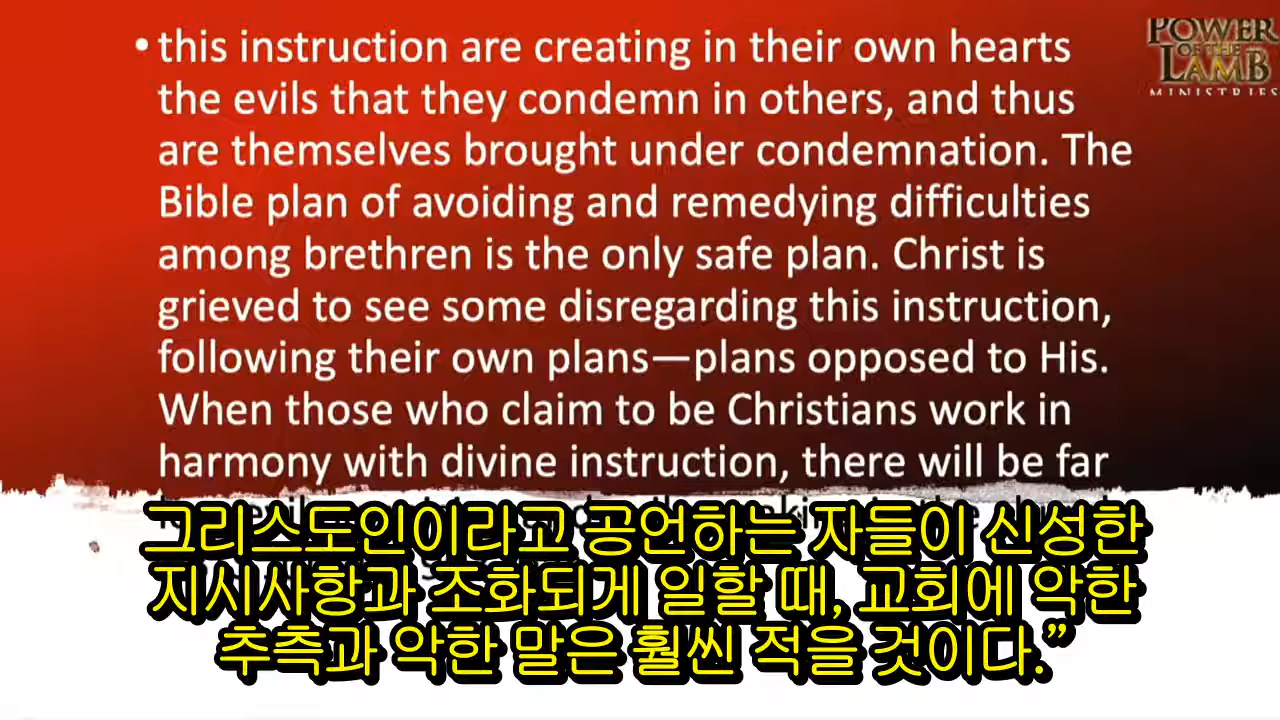 • this instruction are creating in their own hearts
the evils that they condemn in others, and thus
are themselves brought under condemnation. The
Bible plan of avoiding and remedying difficulties
among brethren is the only safe plan. Christ is
grieved to see some disregarding this instruction,
following their own plans—plans opposed to His.
When those who claim to be Christians work in
harmony with divine instruction, there will be far
그리스도인이라고 공언하는 자들이 신성한
지시사항과 조화되게 일할 때, 교회에 악한
추측과 악한 말은 훨씬 적을 것이다.”
POWER
OF THE
LAMB
MINISTRIES